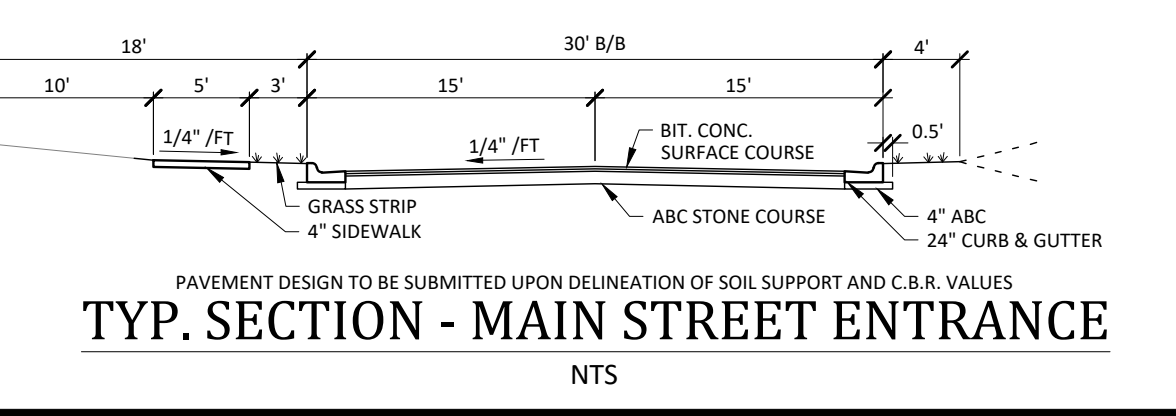 18'
30' B/B
4'
10'
5'
3'
15'
15'
1/4" /FT
1/4" /FT
BIT. CONC.
SURFACE COURSE
0.5'
GRASS STRIP
4" SIDEWALK
ABC STONE COURSE
4" ABC
24" CURB & GUTTER
PAVEMENT DESIGN TO BE SUBMITTED UPON DELINEATION OF SOIL SUPPORT AND C.B.R. VALUES
TYP. SECTION - MAIN STREET ENTRANCE
NTS